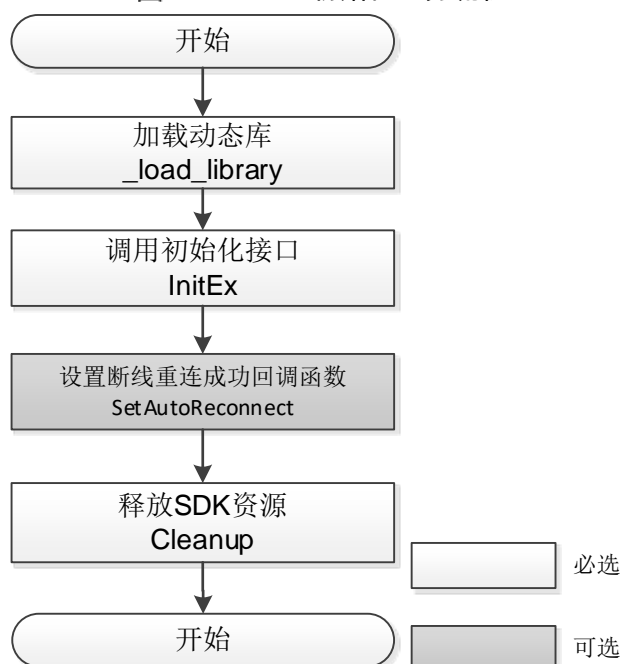 开始
加载动态库
_load_library
调用初始化接口
InitEx
设置断线重连成功回调函数
SetAutoReconnect
释放SDK资源
Cleanup
必选
开始
可选